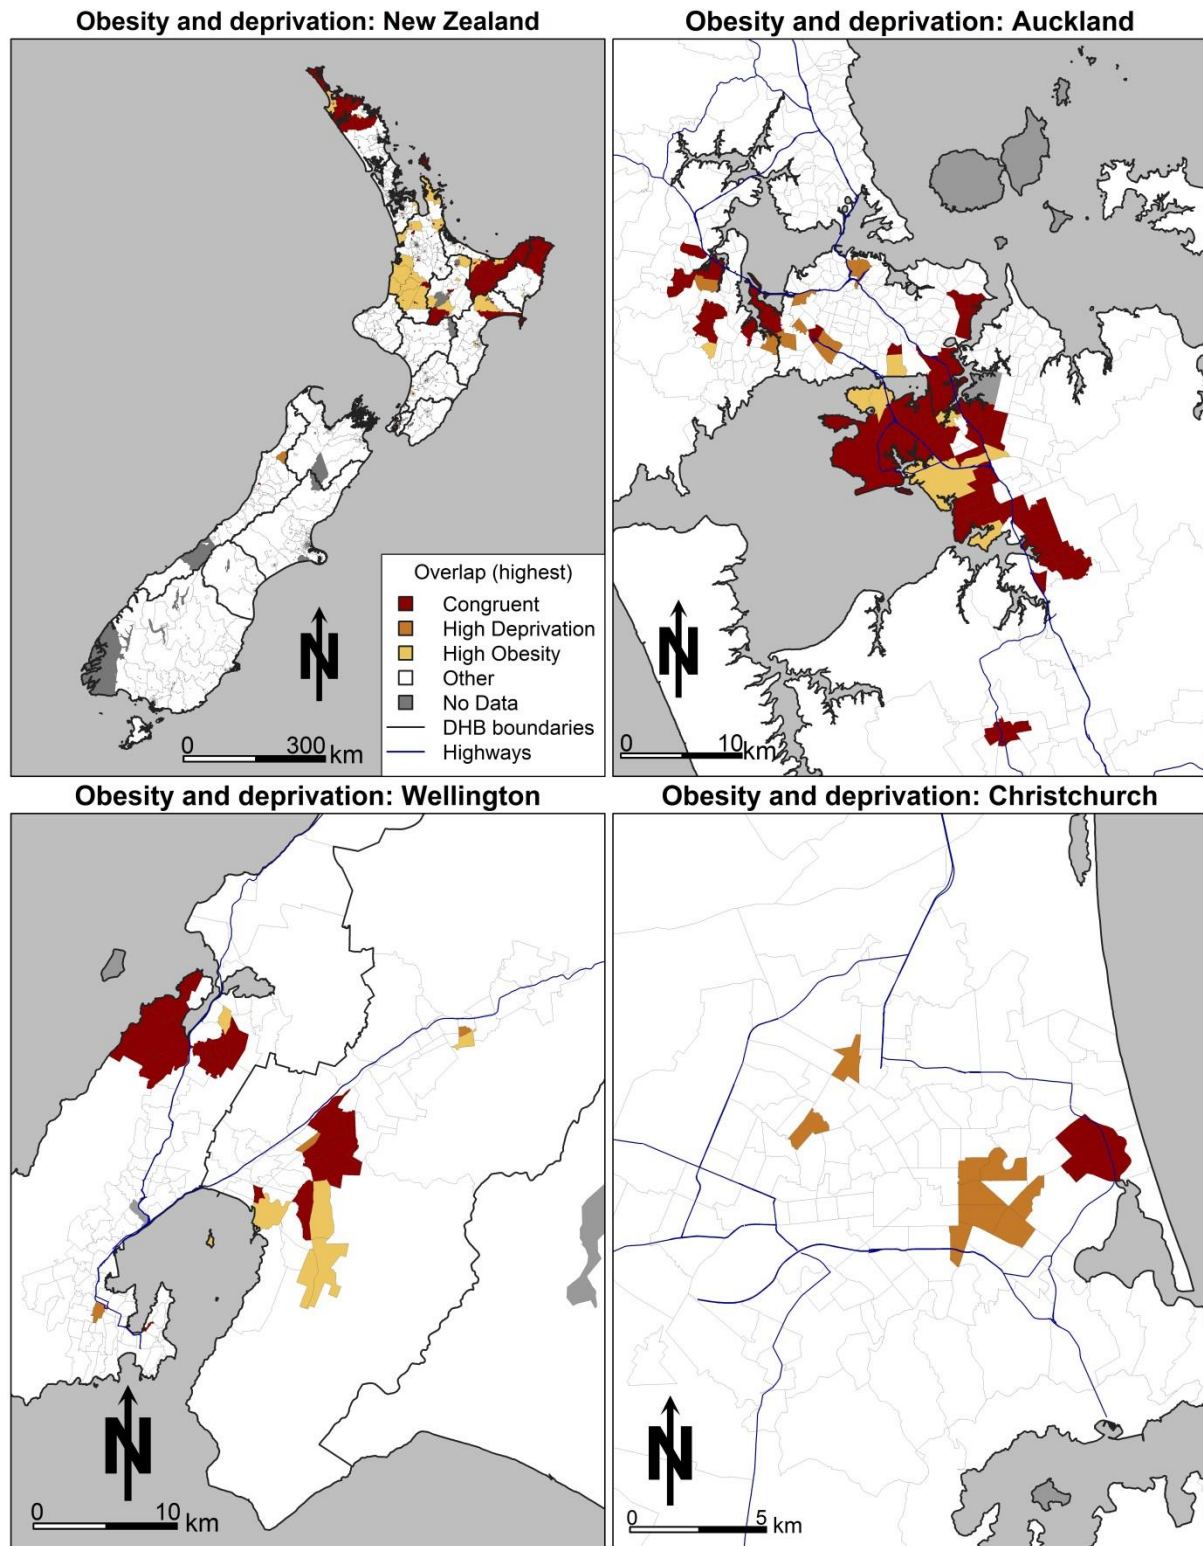 Obesity and deprivation: New Zealand
Overlap (highest)
Congruent
High Deprivation
High Obesity
Other
No Data
DHB boundaries
Highways
N
0 300 km
Obesity and deprivation: Auckland
N
0 10 km
Obesity and deprivation: Wellington
N
0 10 km
Obesity and deprivation: Christchurch
N
0 5 km